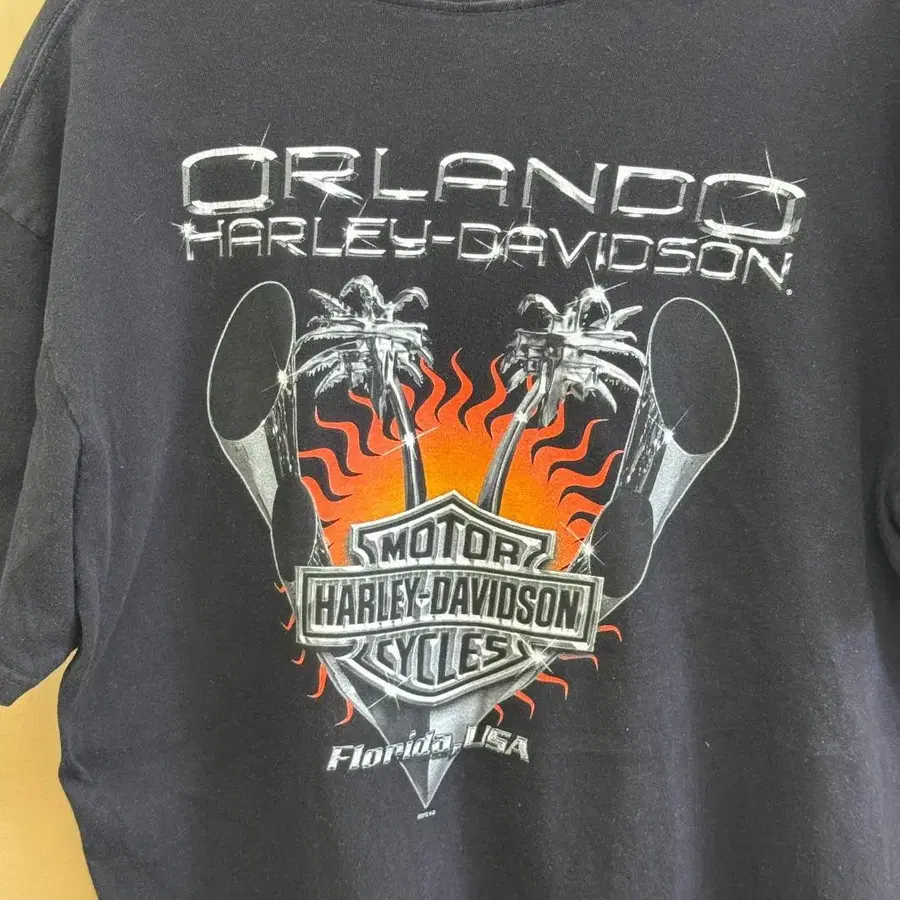 ORLANDO
HARLEY-DAVIDSON®
MOTOR
HARLEY-DAVIDSON
CYCLES
Florida, USA